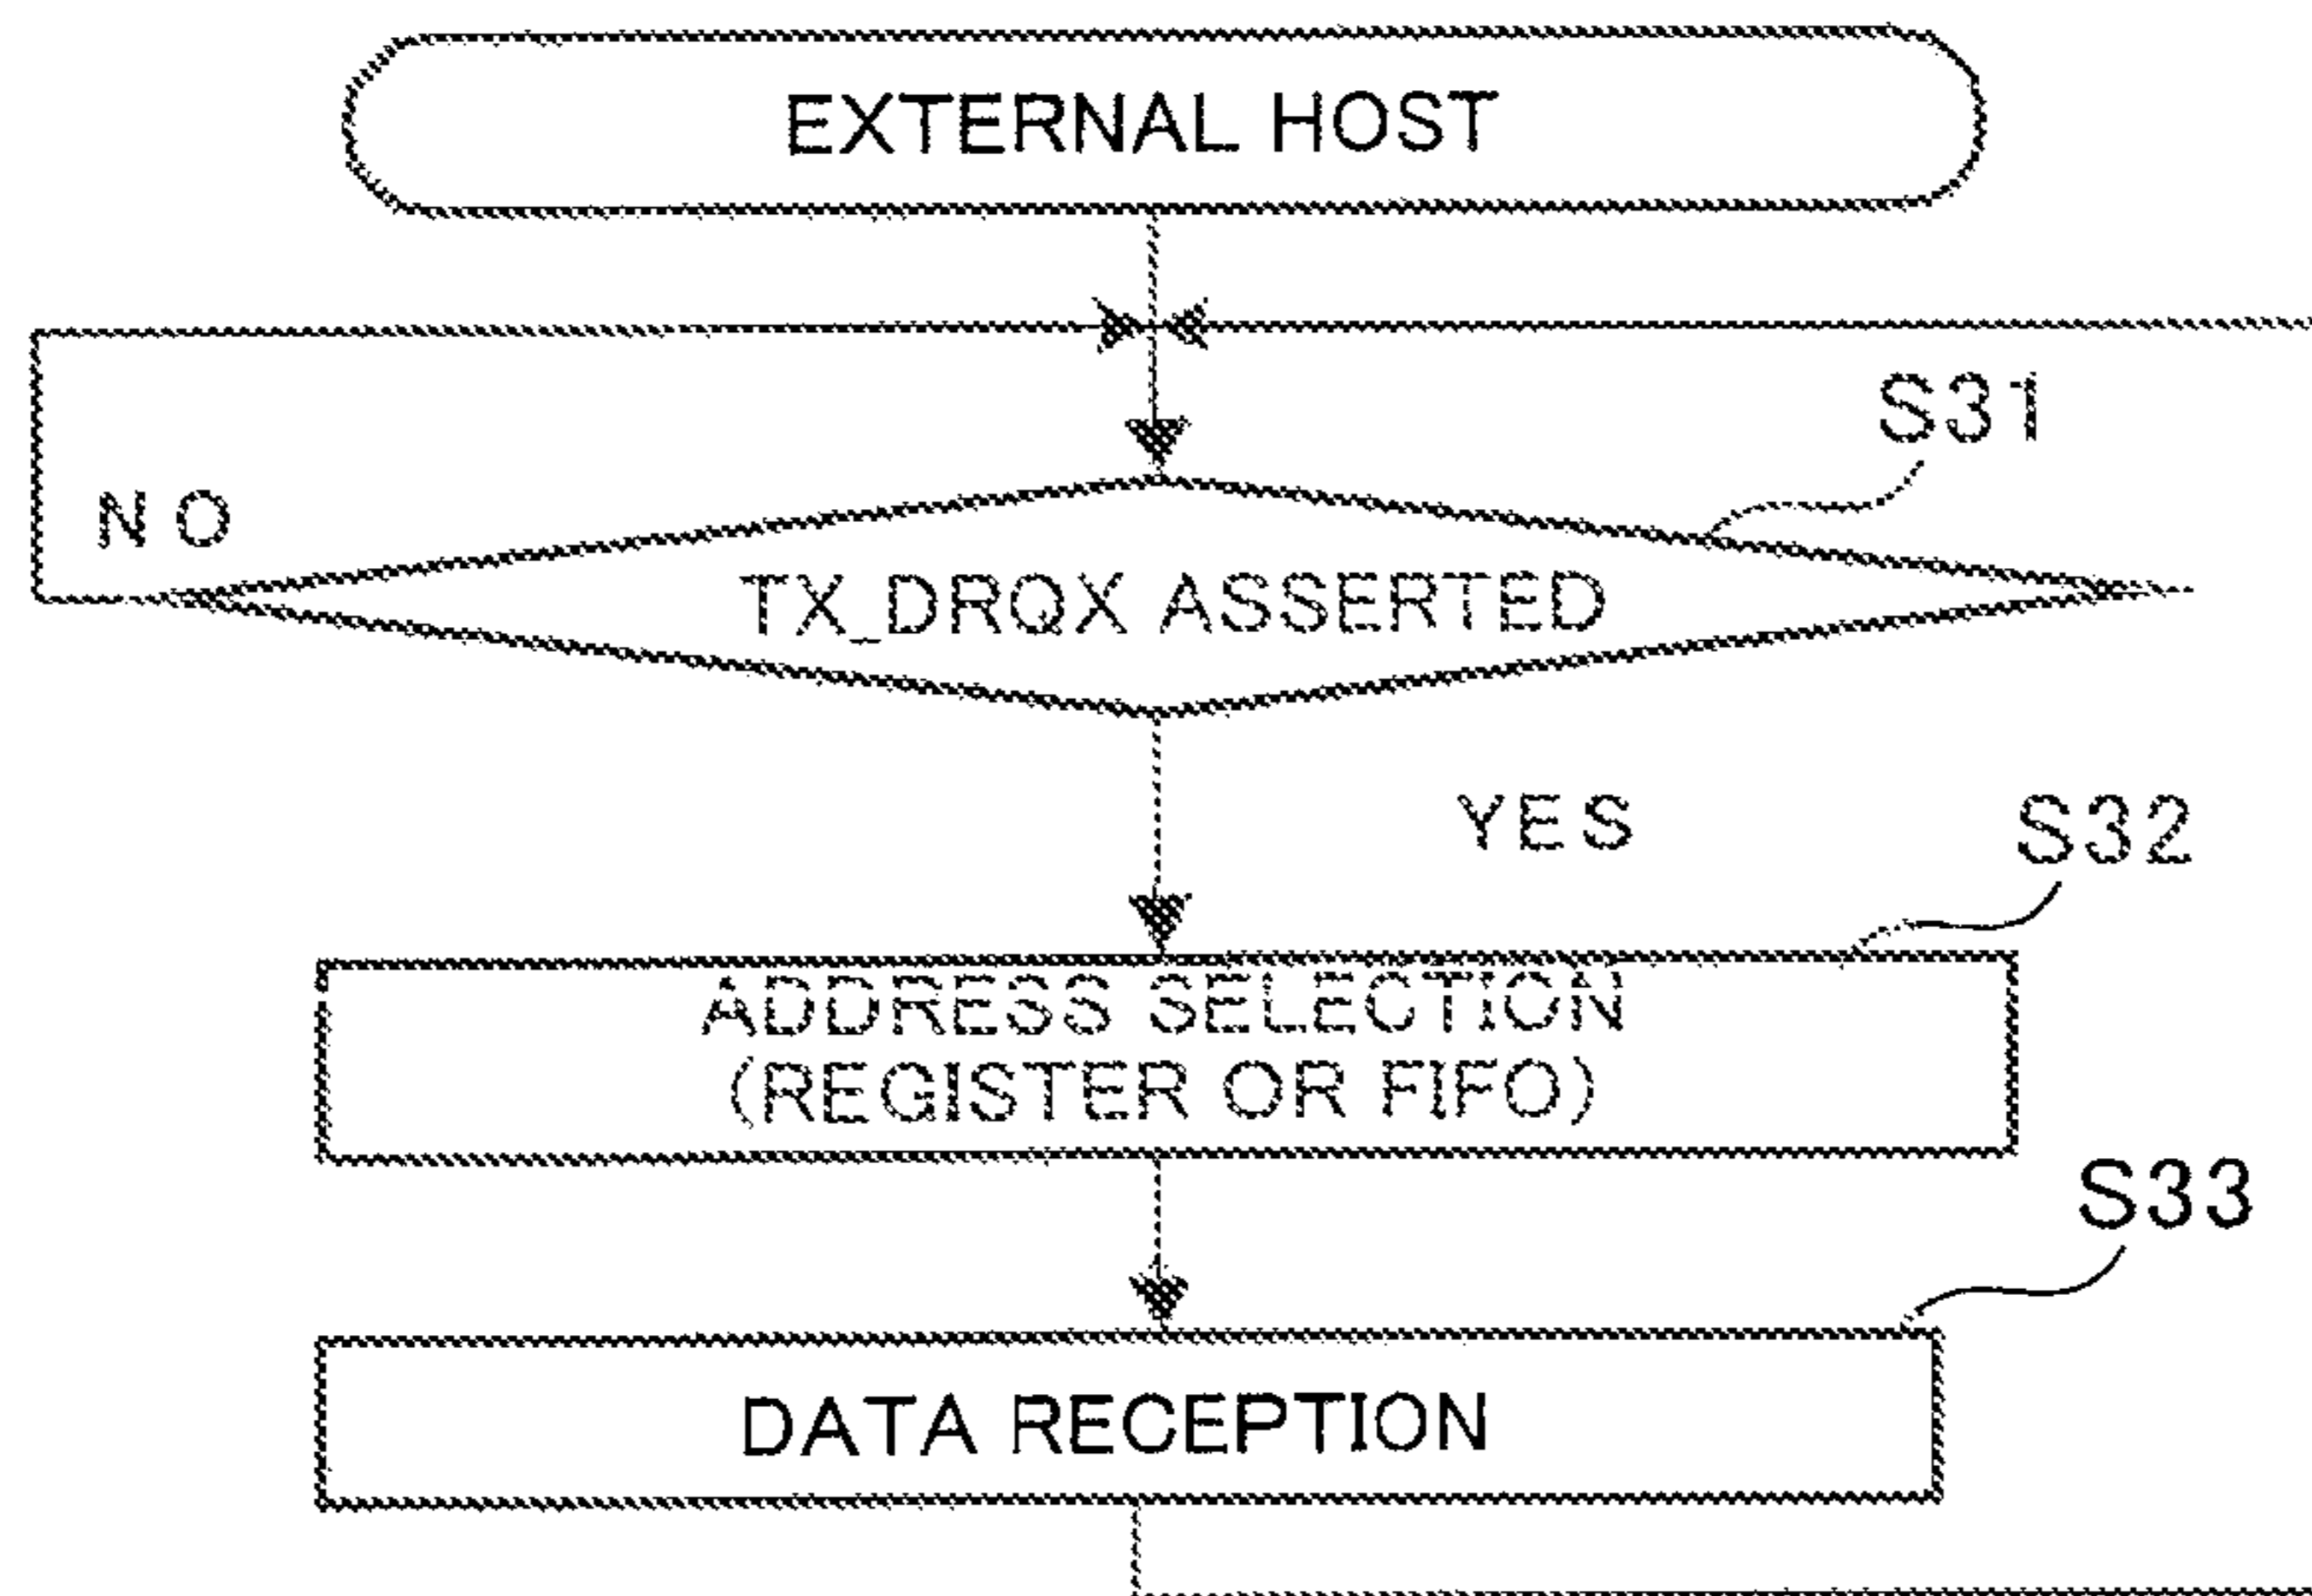 EXTERNAL HOST
S31
NO
TX_DRQX ASSERTED
YES
S32
ADDRESS SELECTION
(REGISTER OR FIFO)
S33
DATA RECEPTION